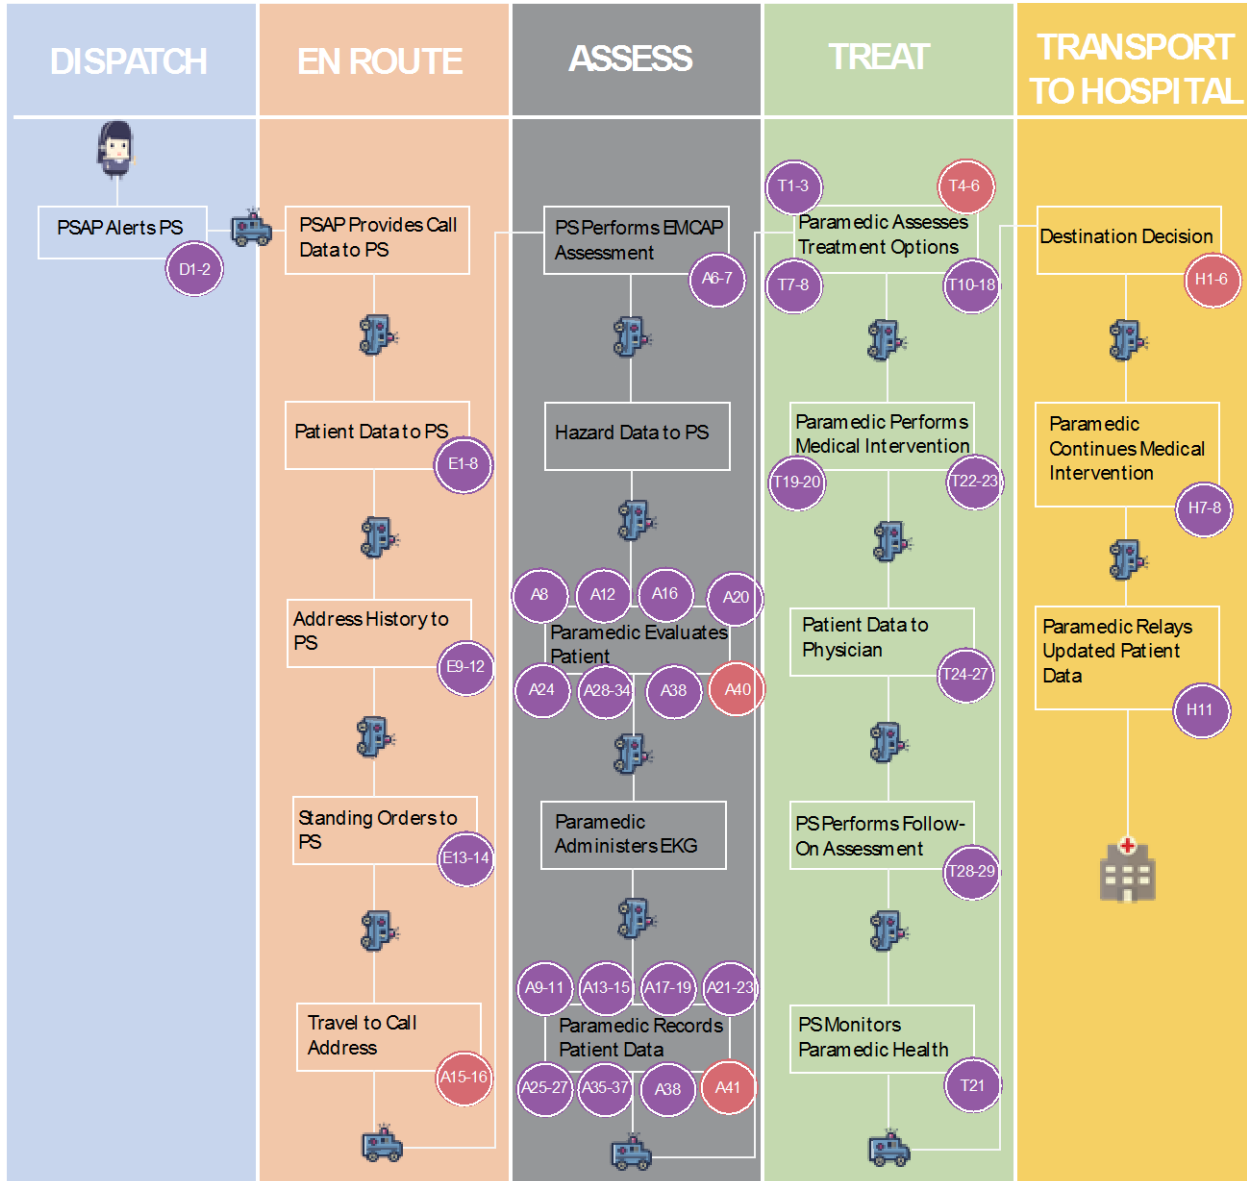 DISPATCH
PSAP Alerts PS
D1-2
EN ROUTE
PSAP Provides Call
Data to PS
Patient Data to PS
E1-8
Address History to
PS
E9-12
Standing Orders to
PS
E13-14
Travel to Call
Address
A15-16
ASSESS
PS Performs EMCAP
Assessment
A6-7
Hazard Data to PS
A8
A12
A16
A20
Paramedic Evaluates
Patient
A24
A28-34
A38
A40
Paramedic
Administers EKG
A9-11
A13-15
A17-19
A21-23
Paramedic Records
Patient Data
A25-27
A35-37
A38
A41
TREAT
T1-3
T4-6
Paramedic Assesses
Treatment Options
T7-8
T10-18
Paramedic Performs
Medical Intervention
T19-20
T22-23
Patient Data to
Physician
T24-27
PS Performs Follow-
On Assessment
T28-29
PS Monitors
Paramedic Health
T21
TRANSPORT
TO HOSPITAL
Destination Decision
H1-6
Paramedic
Continues Medical
Intervention
H7-8
Paramedic Relays
Updated Patient
Data
H11